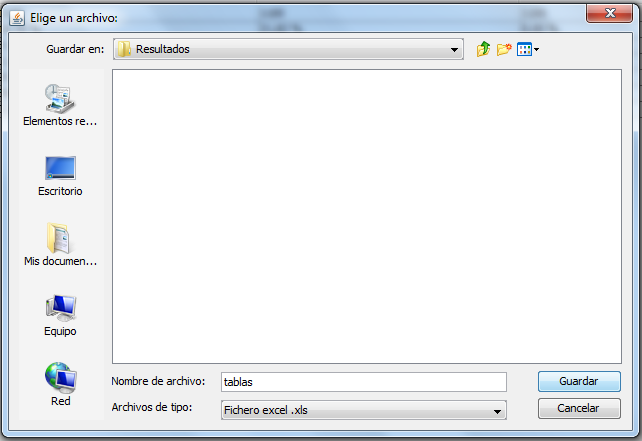 Elige un archivo:
Guardar en:
Resultados
Elementos re...
Escritorio
Mis documen...
Equipo
Red
Nombre de archivo:
tablas
Guardar
Archivos de tipo:
Fichero excel .xls
Cancelar